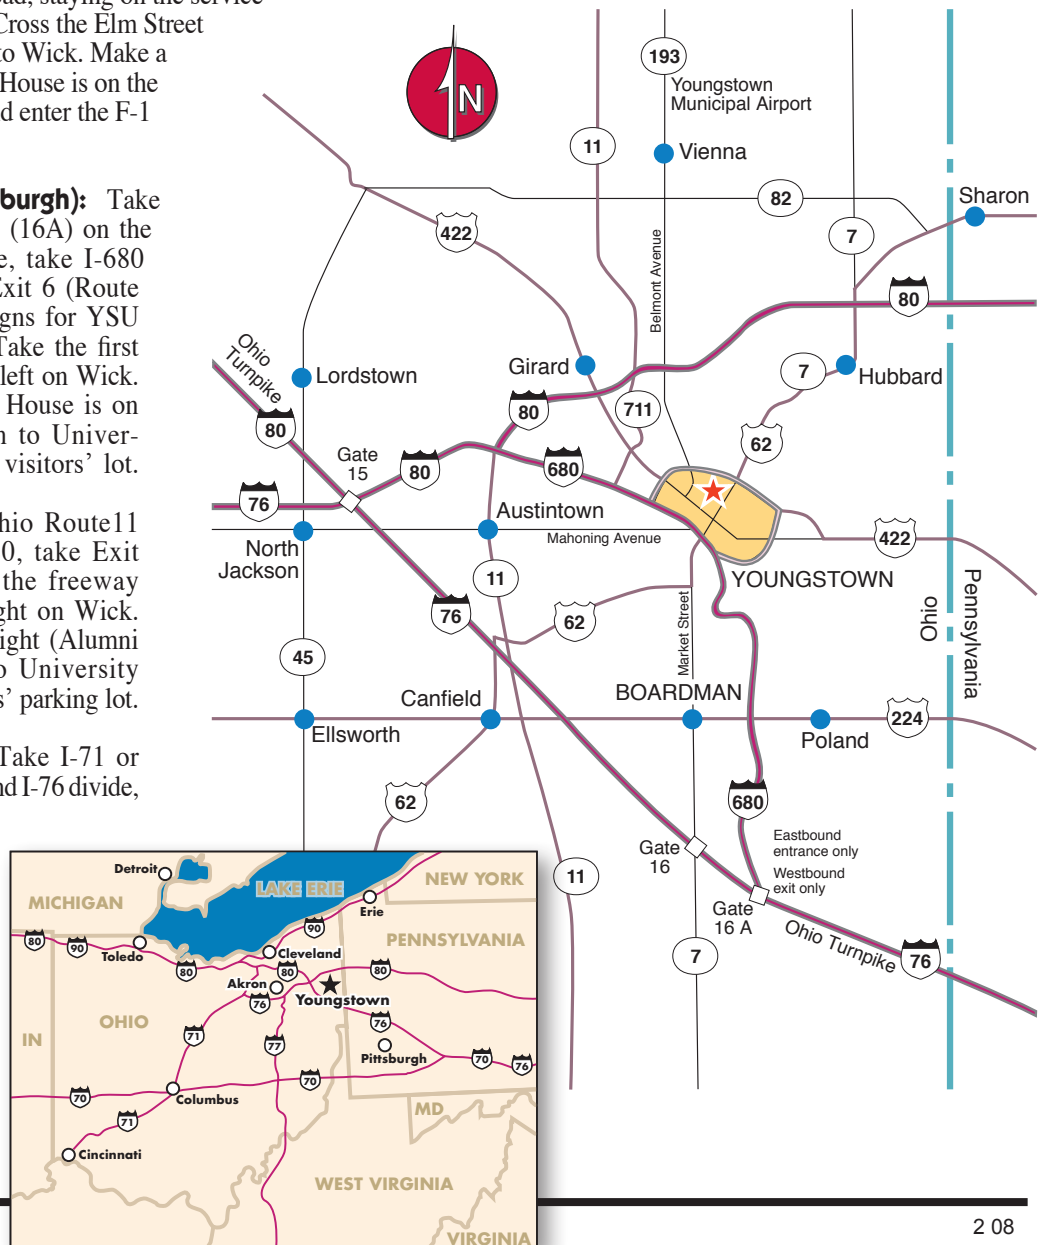 ad, staying on the service
Cross the Elm Street
to Wick. Make a
House is on the
d enter the F-1
burgh): Take
(16A) on the
e, take I-680
Exit 6 (Route
gns for YSU
Take the first
left on Wick.
House is on
n to Univer-
visitors’ lot.
hio Route11
0, take Exit
the freeway
ght on Wick.
ight (Alumni
o University
s’ parking lot.
Take I-71 or
nd I-76 divide,
N
193
Youngstown
Municipal Airport
11
Vienna
82
Sharon
422
7
Belmont Avenue
80
Ohio
Turnpike
Girard
Lordstown
7
Hubbard
80
711
80
62
Gate
15
80
680
76
Austintown
Mahoning Avenue
North
Jackson
422
11
YOUNGSTOWN
76
62
Market Street
Ohio
Pennsylvania
45
Canfield
BOARDMAN
224
Ellsworth
Poland
62
680
Gate
16
Eastbound
entrance only
Westbound
exit only
11
Gate
16 A
Ohio Turnpike
7
76
Detroit
LAKE ERIE
NEW YORK
MICHIGAN
Erie
90
80
90
Toledo
PENNSYLVANIA
Cleveland
80
80
80
Akron
76
Youngstown
OHIO
76
IN
71
77
Pittsburgh
70
76
70
70
Columbus
MD
71
Cincinnati
WEST VIRGINIA
VIRGINIA
2 08